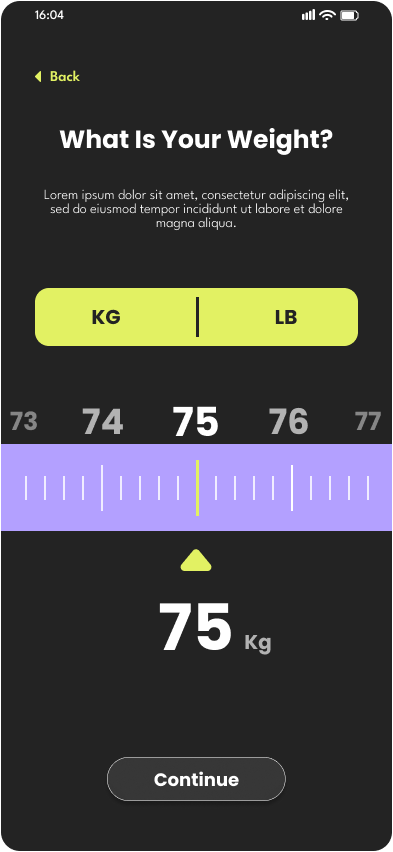 16:04
Back
What Is Your Weight?
Lorem ipsum dolor sit amet, consectetur adipiscing elit,
sed do eiusmod tempor incididunt ut labore et dolore
magna aliqua.
KG LB
73 74 75 76 77
75 Kg
Continue